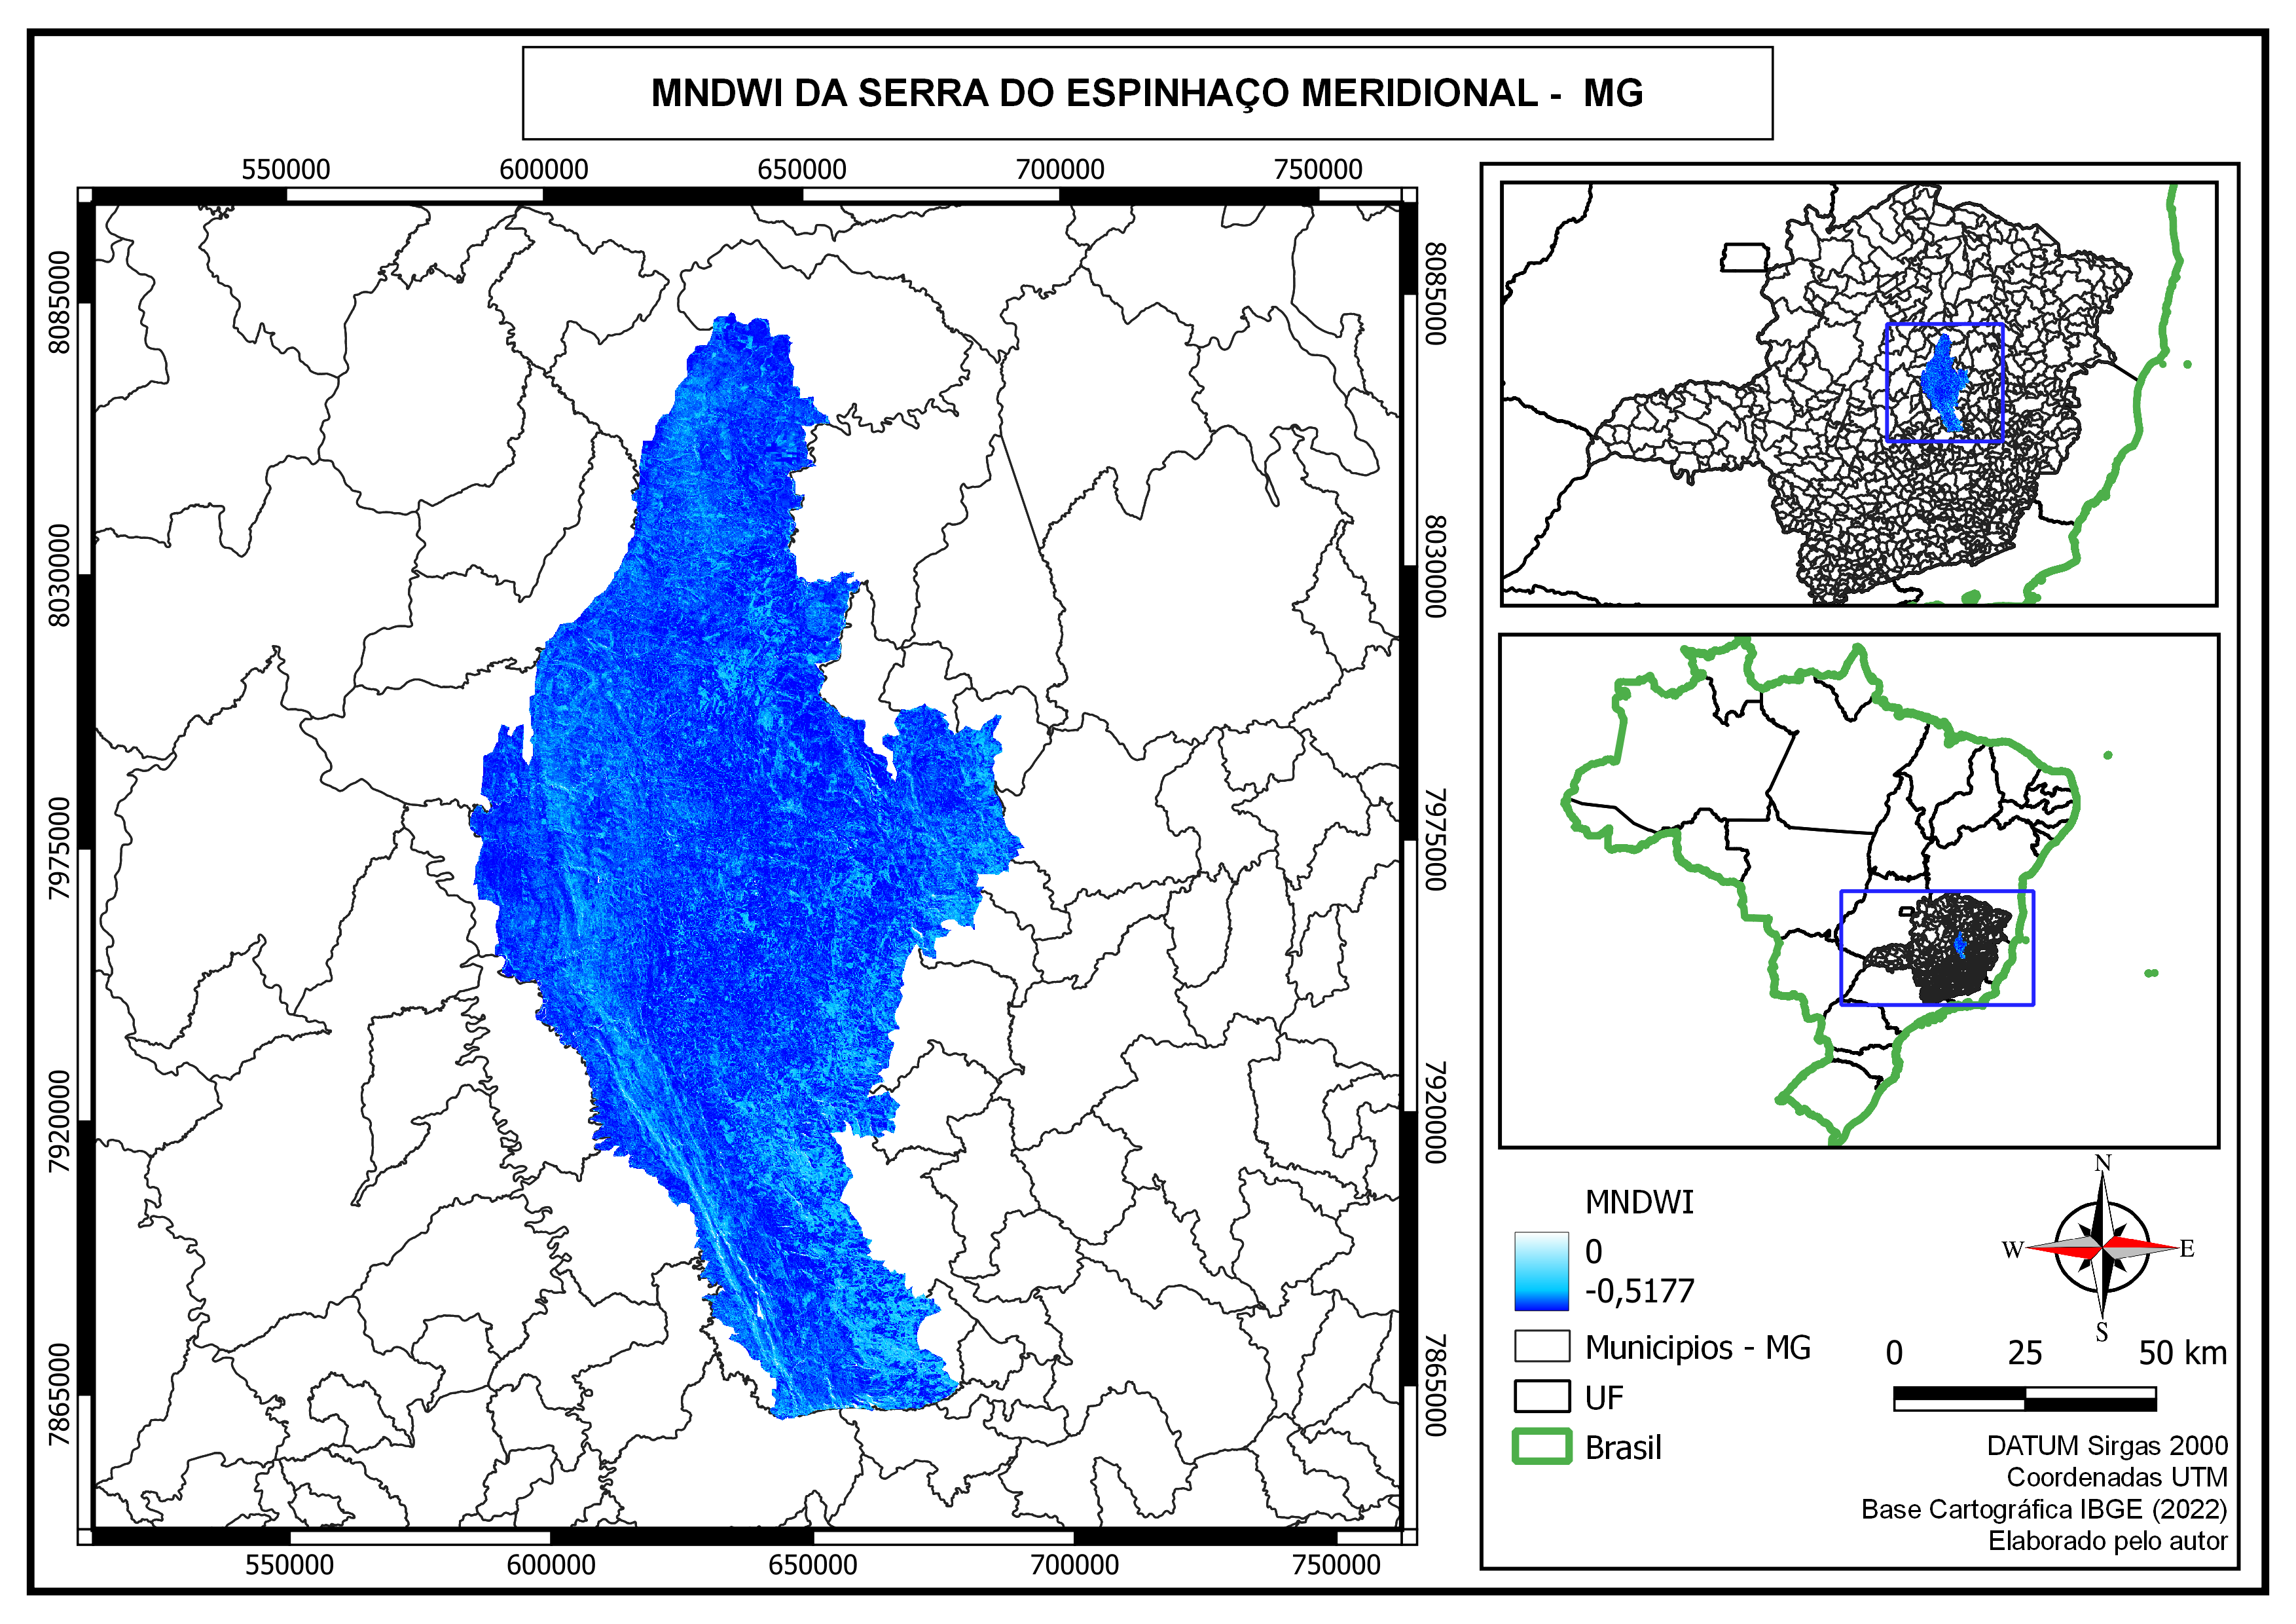 MNDWI DA SERRA DO ESPINHAÇO MERIDIONAL - MG
550000 600000 650000 700000 750000
8085000
8030000
7975000
7920000
7865000
8085000
8030000
7975000
7920000
7865000
550000 600000 650000 700000 750000
MNDWI
0
-0,5177
Municipios - MG
UF
Brasil
N
W E
S
0 25 50 km
DATUM Sirgas 2000
Coordenadas UTM
Base Cartográfica IBGE (2022)
Elaborado pelo autor